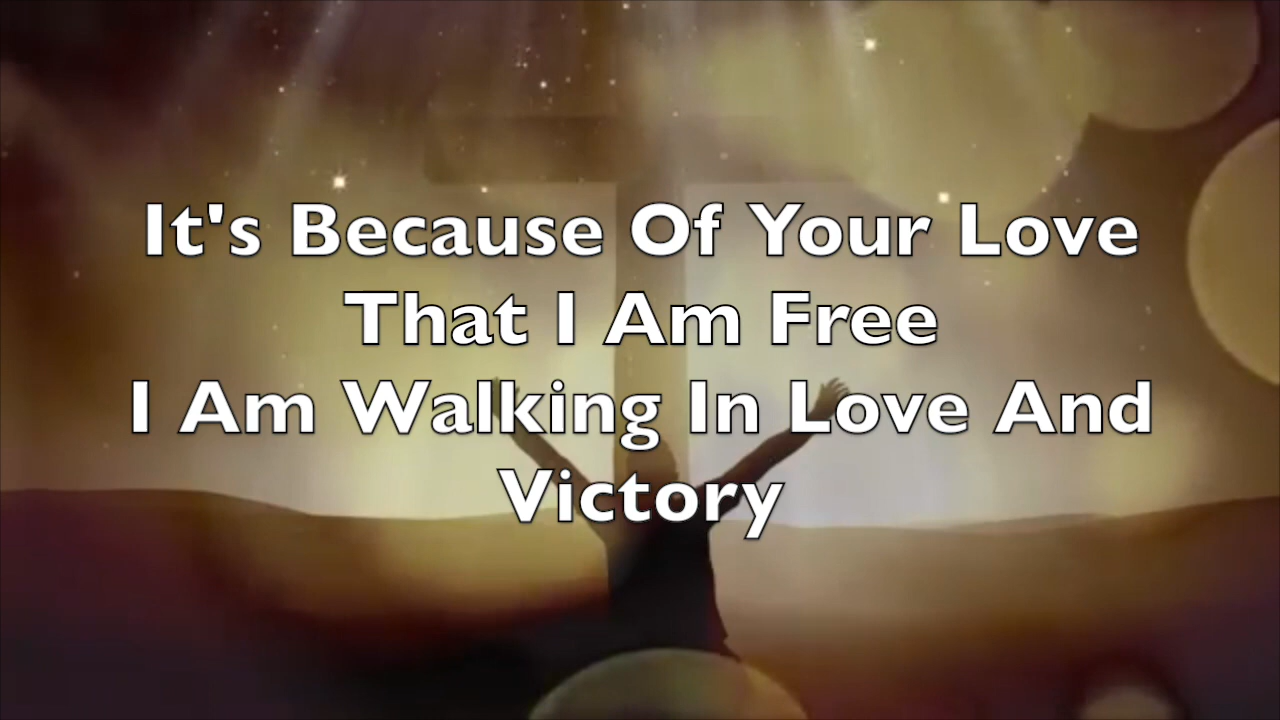 It's Because Of Your Love
That I Am Free
I Am Walking In Love And
Victory